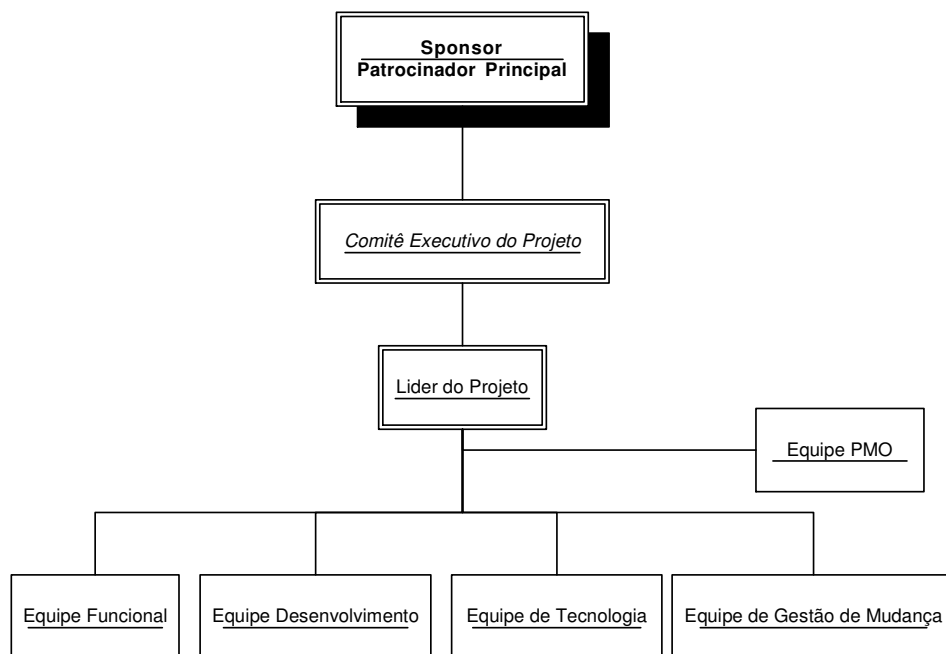 Sponsor
Patrocinador Principal
Comitê Executivo do Projeto
Lider do Projeto
Equipe PMO
Equipe Funcional
Equipe Desenvolvimento
Equipe de Tecnologia
Equipe de Gestão de Mudança